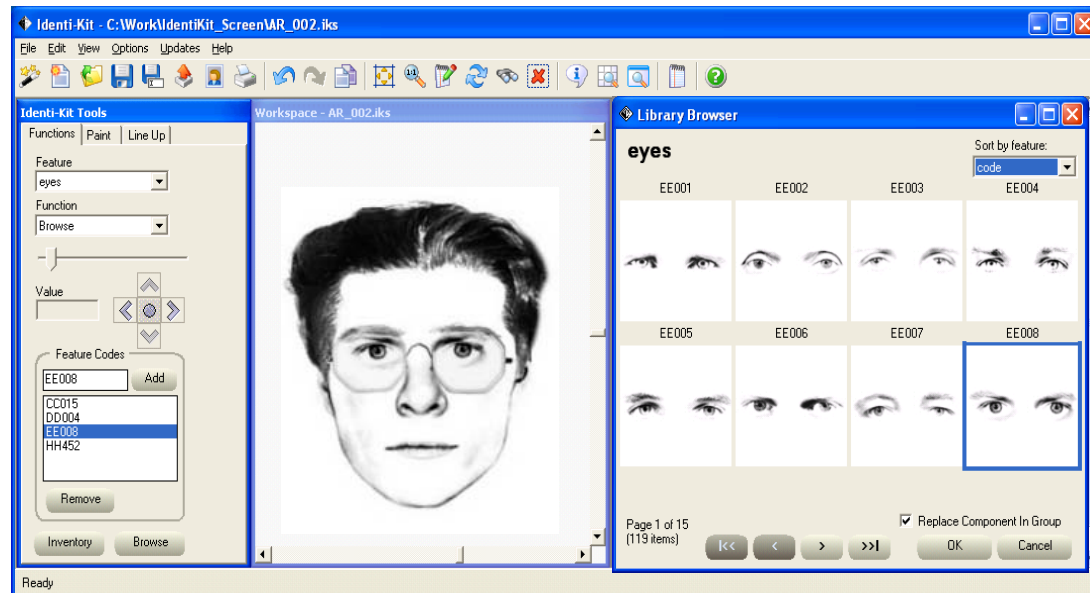 Identi-Kit - C:\Work\IdentiKit_Screen\AR_002.iks
File Edit View Options Updates Help
1:1
Identi-Kit Tools
Functions Paint Line Up
Feature
eyes
Function
Browse
Value
Feature Codes
EE008 Add
CC015
DD004
EE008
HH452
Remove
Inventory Browse
Workspace - AR_002.iks
Library Browser
eyes
Sort by feature:
code
EE001 EE002 EE003 EE004
EE005 EE006 EE007 EE008
Page 1 of 15
(119 items)
Replace Component In Group
|<< < > >>|
OK Cancel
Ready